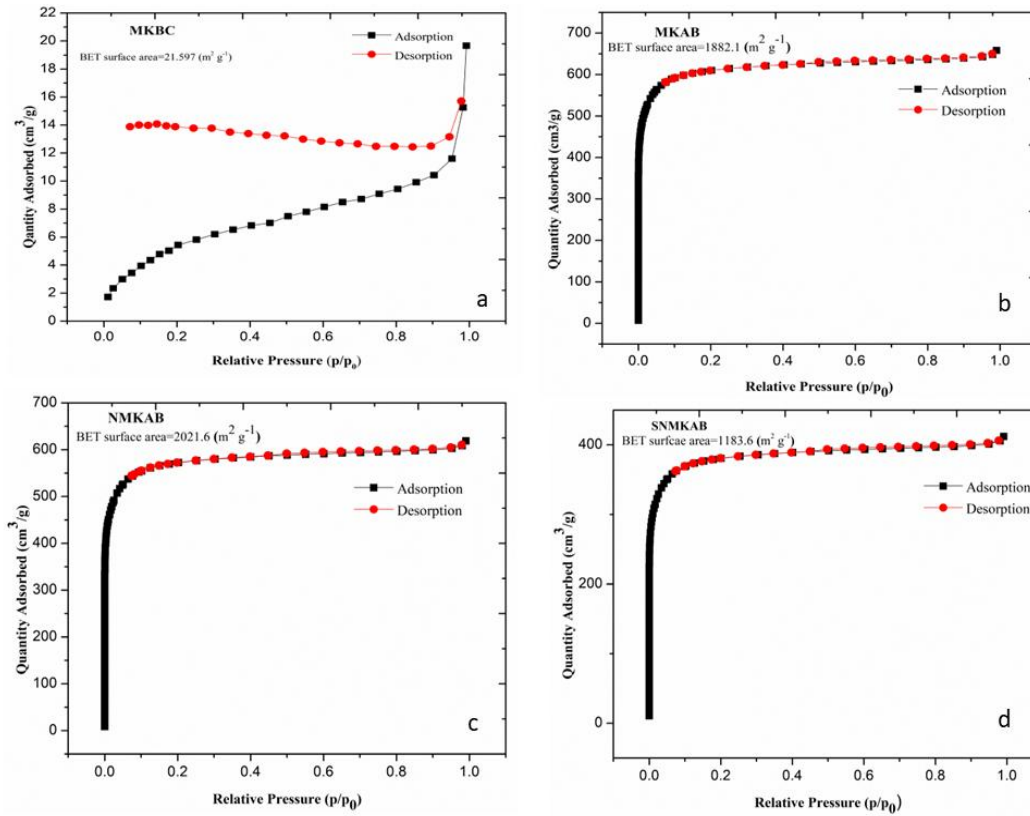 MKBC
BET surface area=21.597 (m² g⁻¹)
Adsorption
Desorption
Qantity Adsorbed (cm³/g)
22
20
18
16
14
12
10
8
6
4
2
0
0.0 0.2 0.4 0.6 0.8 1.0
Relative Pressure (p/p₀)
a
MKAB
BET surface area=1882.1 (m² g⁻¹)
Adsorption
Desorption
Quantity Adsorbed (cm3/g)
700
600
500
400
300
200
100
0
0.0 0.2 0.4 0.6 0.8 1.0
Relative Pressure (p/p₀)
b
NMKAB
BET surface area=2021.6 (m² g⁻¹)
Adsorption
Desorption
Quantity Adsorbed (cm³/g)
700
600
500
400
300
200
100
0
0.0 0.2 0.4 0.6 0.8 1.0
Relative Pressure (p/p₀)
c
SNMKAB
BET surfcae area=1183.6 (m² g⁻¹)
Adsorption
Desorption
Quantity Adsorbed (cm³/g)
400
200
0
0.0 0.2 0.4 0.6 0.8 1.0
Relative Pressure (p/p₀)
d